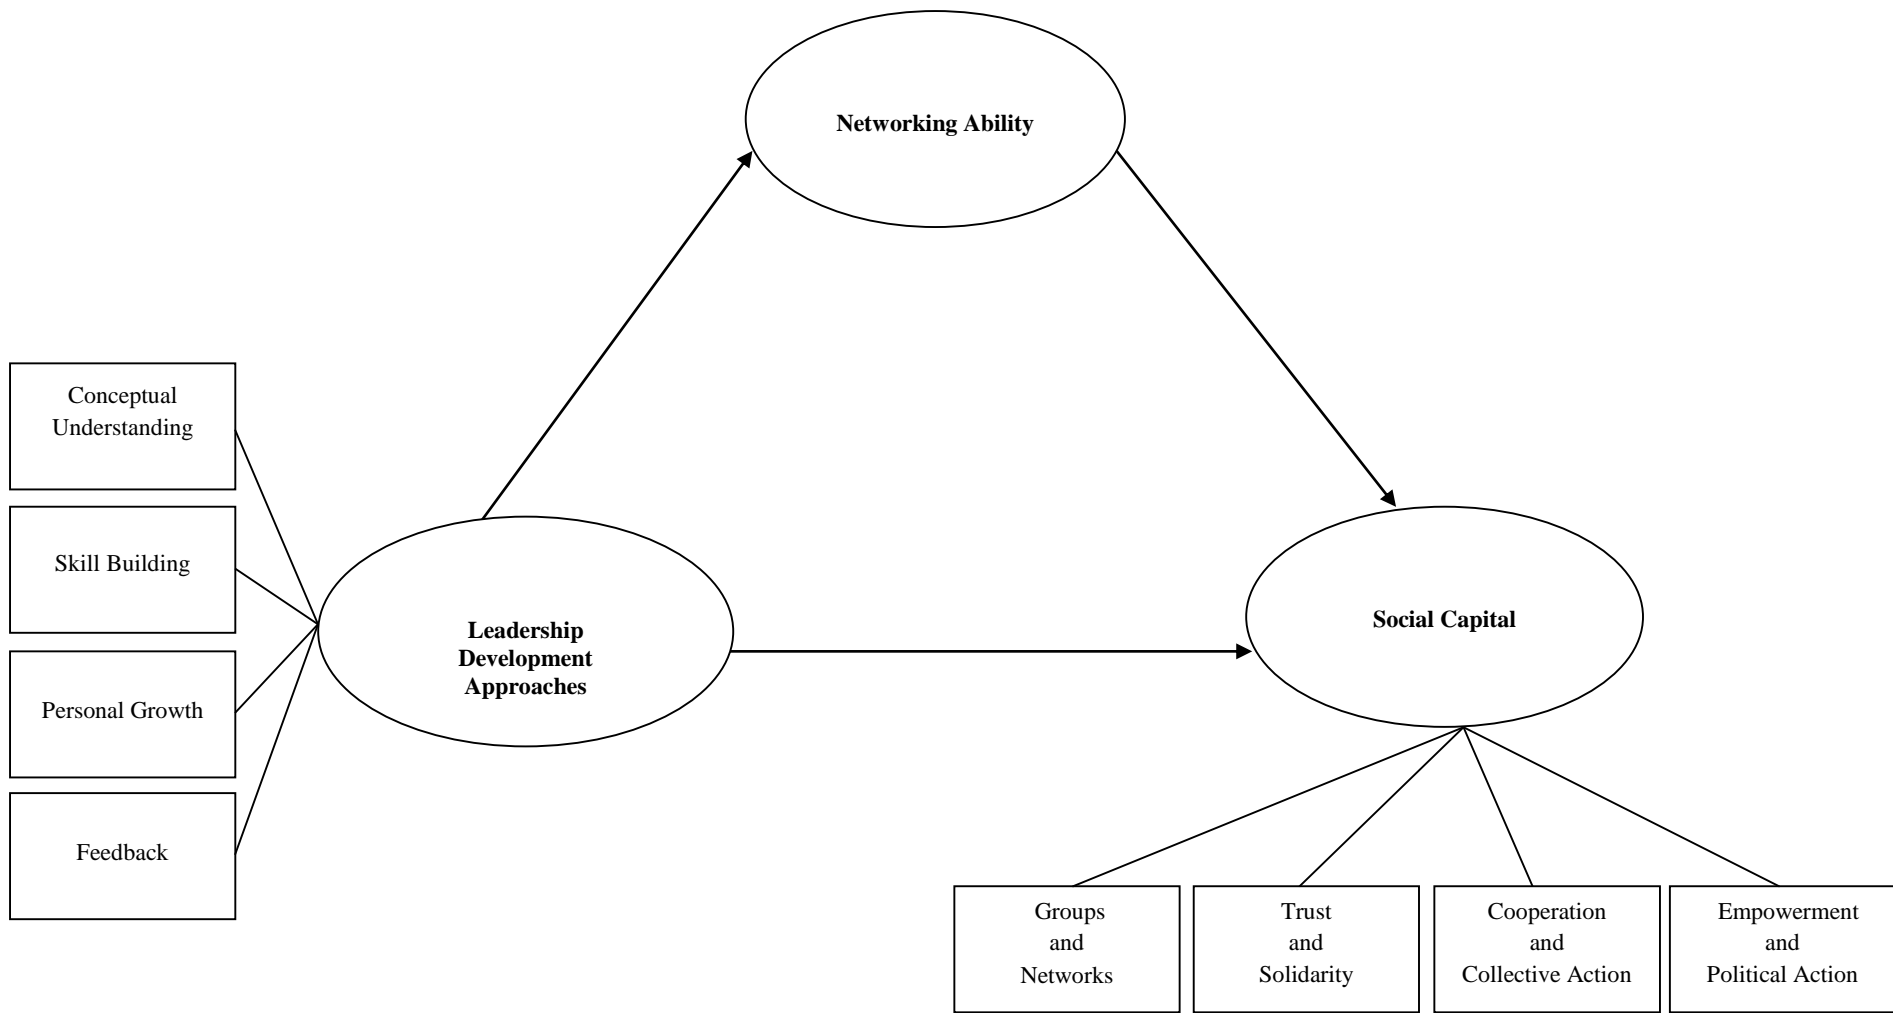 Networking Ability
Conceptual
Understanding
Skill Building
Personal Growth
Feedback
Leadership
Development
Approaches
Social Capital
Groups
and
Networks
Trust
and
Solidarity
Cooperation
and
Collective Action
Empowerment
and
Political Action